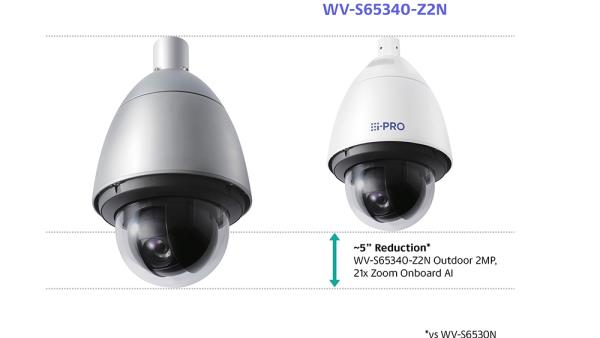 WV-S65340-Z2N
i-PRO
~5” Reduction*
WV-S65340-Z2N Outdoor 2MP,
21x Zoom Onboard AI
*vs WV-S6530N